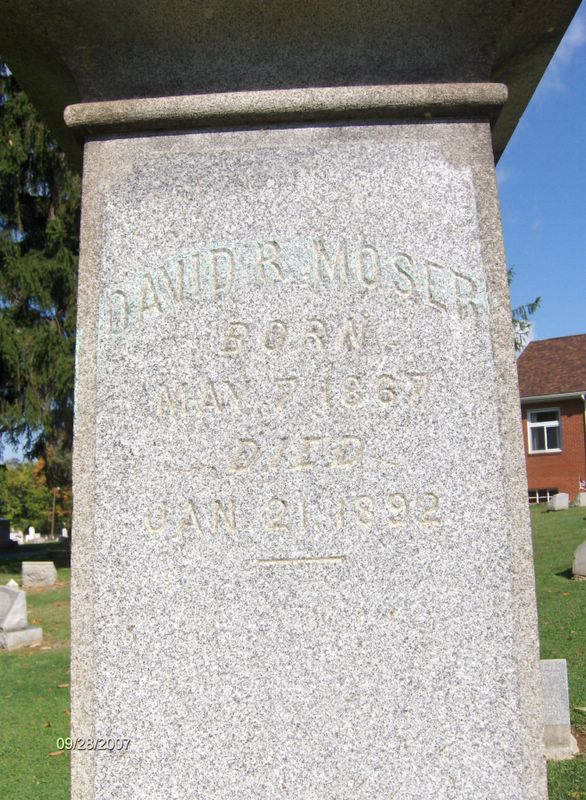 DAVID R. MOSER
BORN
MAY 7, 1867
DIED
JAN. 21, 1892.
09/28/2007